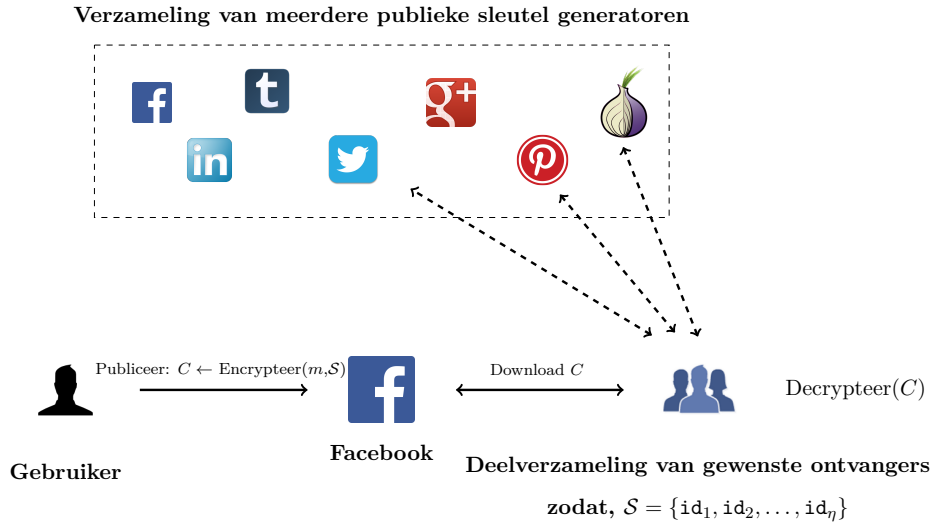 Verzameling van meerdere publieke sleutel generatoren
f
t
g+
in
Publiceer: C ← Encrypteer(m,𝒮)
Download C
f
Decrypteer(C)
Facebook
Gebruiker
Deelverzameling van gewenste ontvangers
zodat, 𝒮 = {id₁, id₂, . . . , id_η}